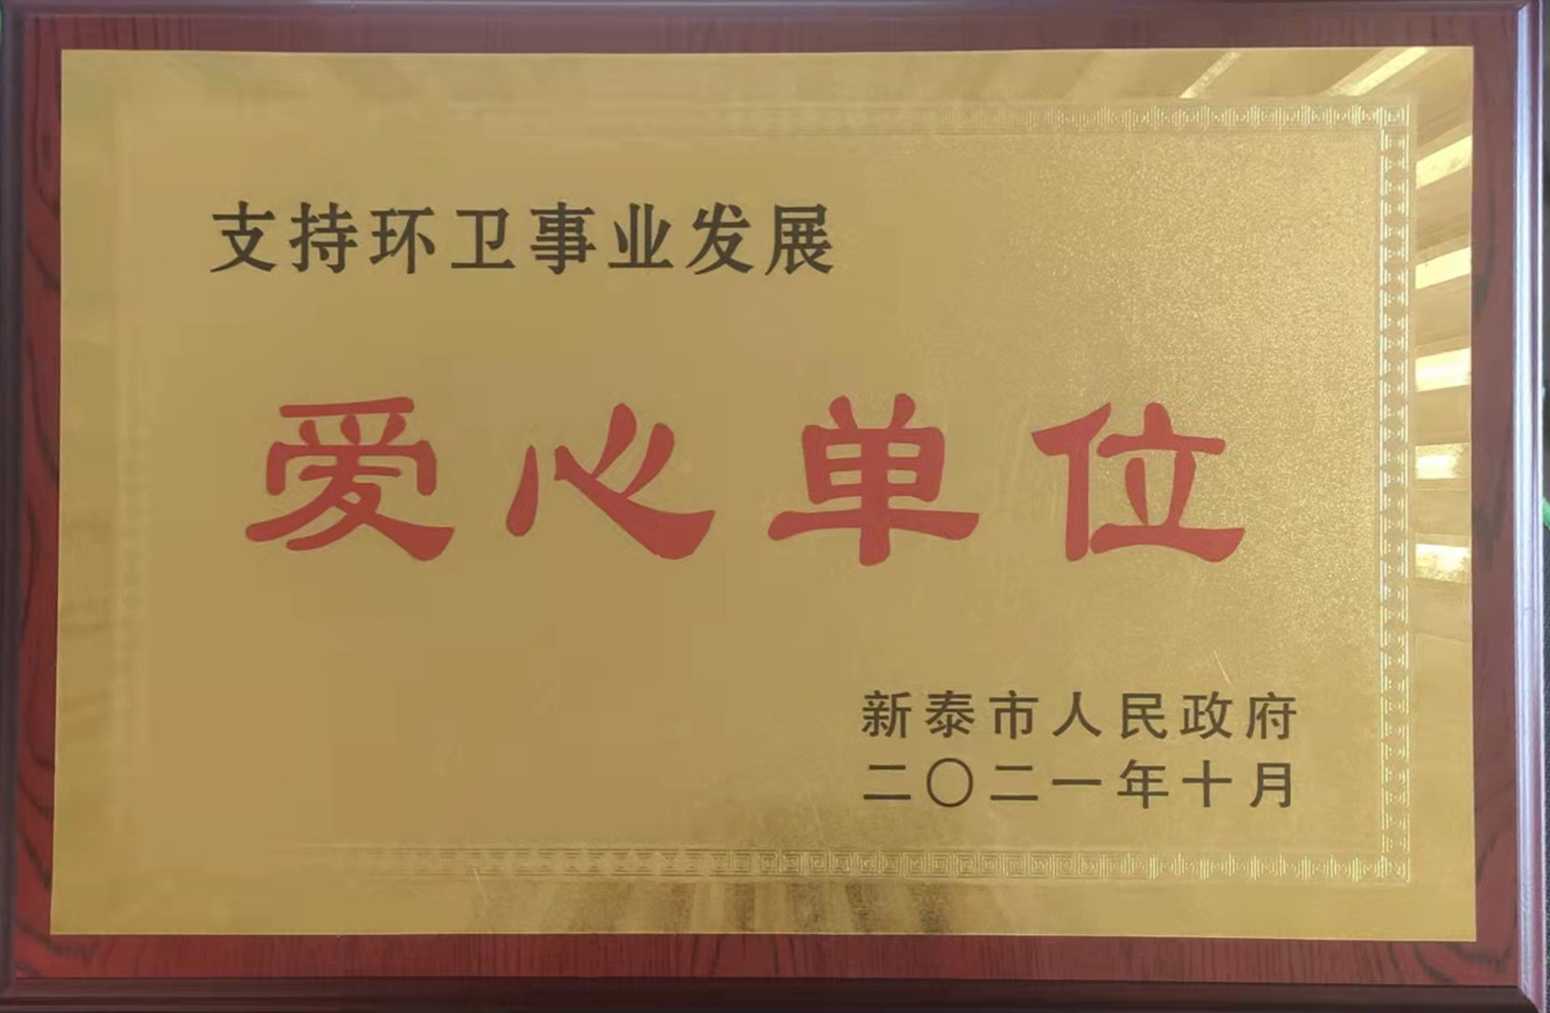 支持环卫事业发展
爱心单位
新泰市人民政府
二〇二一年十月